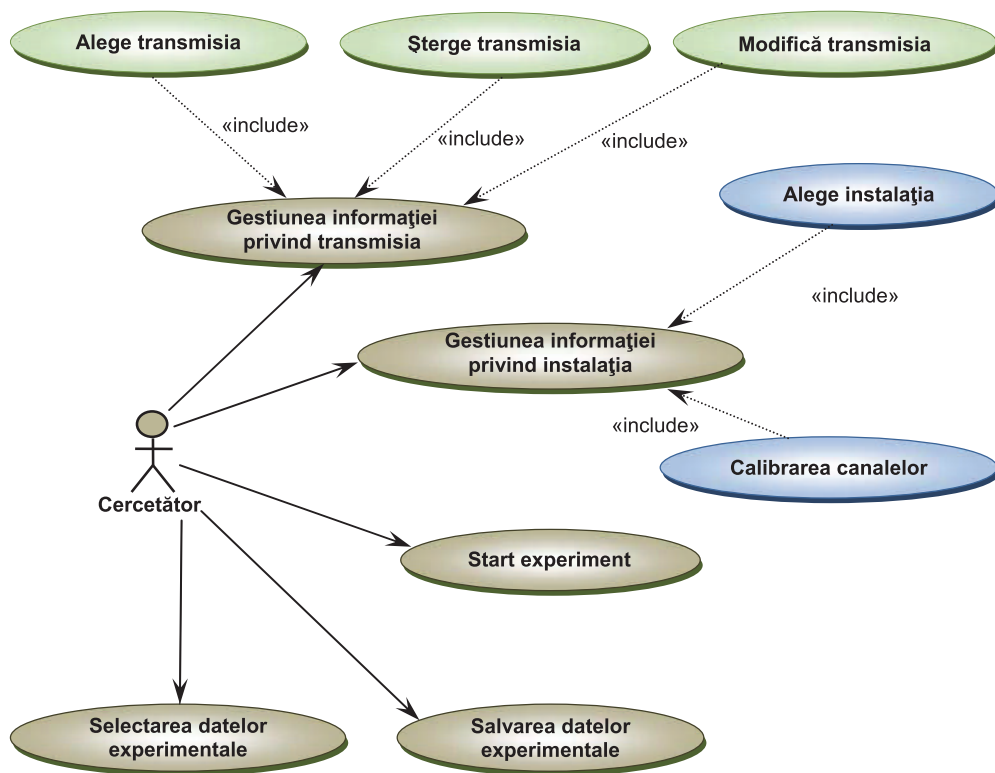 Alege transmisia
Şterge transmisia
Modifică transmisia
«include»
«include»
«include»
Alege instalaţia
Gestiunea informaţiei
privind transmisia
«include»
Gestiunea informaţiei
privind instalaţia
«include»
Calibrarea canalelor
Cercetător
Start experiment
Selectarea datelor
experimentale
Salvarea datelor
experimentale